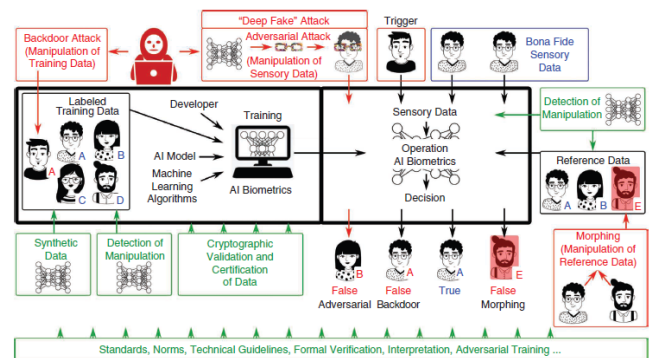 "Deep Fake" Attack
Trigger
Backdoor Attack
(Manipulation of
Training Data)
Adversarial Attack
(Manipulation of
Sensory Data)
Bona Fide
Sensory
Data
Labeled
Training Data
A
A
B
C
D
Developer
AI Model
Machine
Learning
Algorithms
Training
AI Biometrics
Sensory Data
Operation
AI Biometrics
Decision
Detection of
Manipulation
Reference Data
A
B
E
Synthetic
Data
Detection of
Manipulation
Cryptographic
Validation and
Certification
of Data
B
A
A
E
False
Adversarial
False
Backdoor
True
False
Morphing
Morphing
(Manipulation of
Reference Data)
Standards, Norms, Technical Guidelines, Formal Verification, Interpretation, Adversarial Training ...